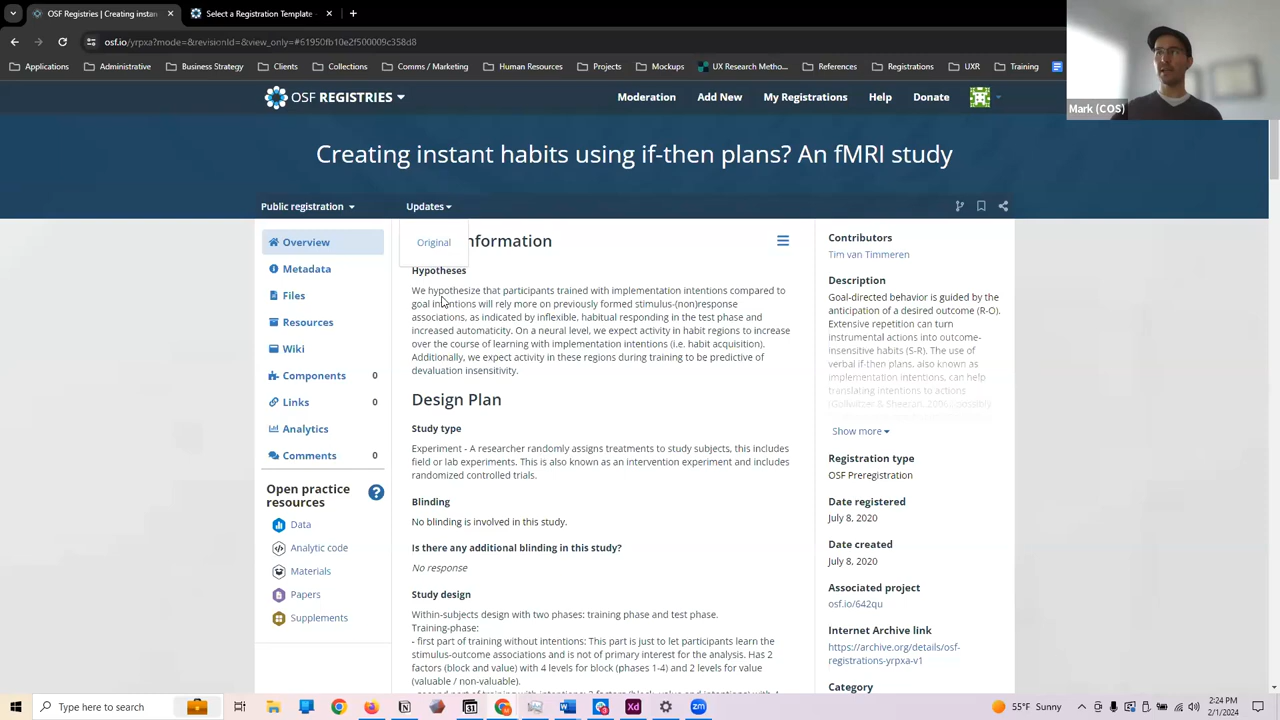 OSF Registries | Creating instan
Select a Registration Template
osf.io/yrpxa?mode=&revisionId=&view_only=#61950fb10e2f500009c358d8
Applications
Administrative
Business Strategy
Clients
Collections
Comms / Marketing
Human Resources
Projects
Mockups
UX Research Metho...
References
Registrations
UXR
Training
Mark (COS)
OSF REGISTRIES
Moderation
Add New
My Registrations
Help
Donate
Creating instant habits using if-then plans? An fMRI study
Public registration
Updates
Original
Overview
Metadata
Files
Resources
Wiki
Components 0
Links 0
Analytics
Comments 0
Open practice
resources
Data
Analytic code
Materials
Papers
Supplements
nformation
Hypotheses
We hypothesize that participants trained with implementation intentions compared to
goal intentions will rely more on previously formed stimulus-(non)response
associations, as indicated by inflexible, habitual responding in the test phase and
increased automaticity. On a neural level, we expect activity in habit regions to increase
over the course of learning with implementation intentions (i.e. habit acquisition).
Additionally, we expect activity in these regions during training to be predictive of
devaluation insensitivity.
Design Plan
Study type
Experiment - A researcher randomly assigns treatments to study subjects, this includes
field or lab experiments. This is also known as an intervention experiment and includes
randomized controlled trials.
Blinding
No blinding is involved in this study.
Is there any additional blinding in this study?
No response
Study design
Within-subjects design with two phases: training phase and test phase.
Training-phase:
- first part of training without intentions: This part is just to let participants learn the
stimulus-outcome associations and is not of primary interest for the analysis. Has 2
factors (block and value) with 4 levels for block (phases 1-4) and 2 levels for value
(valuable / non-valuable).
Contributors
Tim van Timmeren
Description
Goal-directed behavior is guided by the
anticipation of a desired outcome (R-O).
Extensive repetition can turn
instrumental actions into outcome-
insensitive habits (S-R). The use of
verbal if-then plans, also known as
implementation intentions, can help
translating intentions to actions
(Gollwitzer & Sheeran, 2006), possibly
Show more
Registration type
OSF Preregistration
Date registered
July 8, 2020
Date created
July 8, 2020
Associated project
osf.io/642qu
Internet Archive link
https://archive.org/details/osf-
registrations-yrpxa-v1
Category
Type here to search
55°F Sunny
2:24 PM
2/1/2024